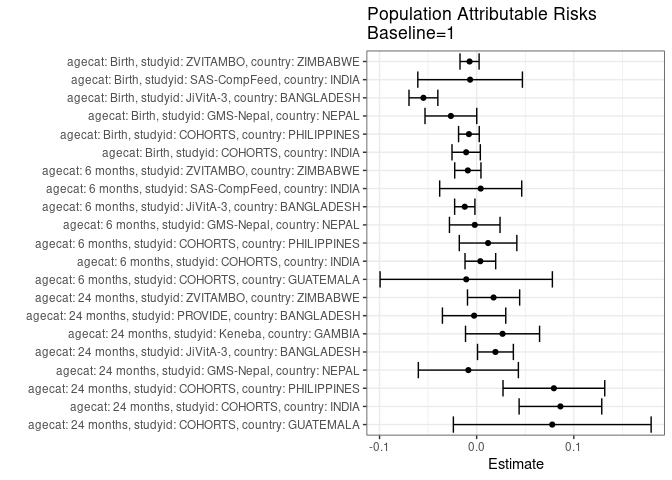 Population Attributable Risks
Baseline=1
agecat: Birth, studyid: ZVITAMBO, country: ZIMBABWE
agecat: Birth, studyid: SAS-CompFeed, country: INDIA
agecat: Birth, studyid: JiVitA-3, country: BANGLADESH
agecat: Birth, studyid: GMS-Nepal, country: NEPAL
agecat: Birth, studyid: COHORTS, country: PHILIPPINES
agecat: Birth, studyid: COHORTS, country: INDIA
agecat: 6 months, studyid: ZVITAMBO, country: ZIMBABWE
agecat: 6 months, studyid: SAS-CompFeed, country: INDIA
agecat: 6 months, studyid: JiVitA-3, country: BANGLADESH
agecat: 6 months, studyid: GMS-Nepal, country: NEPAL
agecat: 6 months, studyid: COHORTS, country: PHILIPPINES
agecat: 6 months, studyid: COHORTS, country: INDIA
agecat: 6 months, studyid: COHORTS, country: GUATEMALA
agecat: 24 months, studyid: ZVITAMBO, country: ZIMBABWE
agecat: 24 months, studyid: PROVIDE, country: BANGLADESH
agecat: 24 months, studyid: Keneba, country: GAMBIA
agecat: 24 months, studyid: JiVitA-3, country: BANGLADESH
agecat: 24 months, studyid: GMS-Nepal, country: NEPAL
agecat: 24 months, studyid: COHORTS, country: PHILIPPINES
agecat: 24 months, studyid: COHORTS, country: INDIA
agecat: 24 months, studyid: COHORTS, country: GUATEMALA
-0.1 0.0 0.1
Estimate